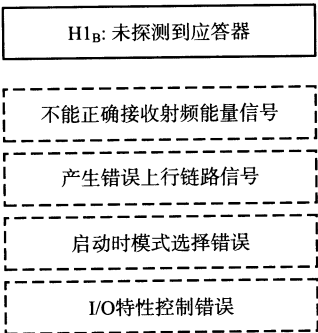 H1B: 未探测到应答器
不能正确接收射频能量信号
产生错误上行链路信号
启动时模式选择错误
I/O特性控制错误